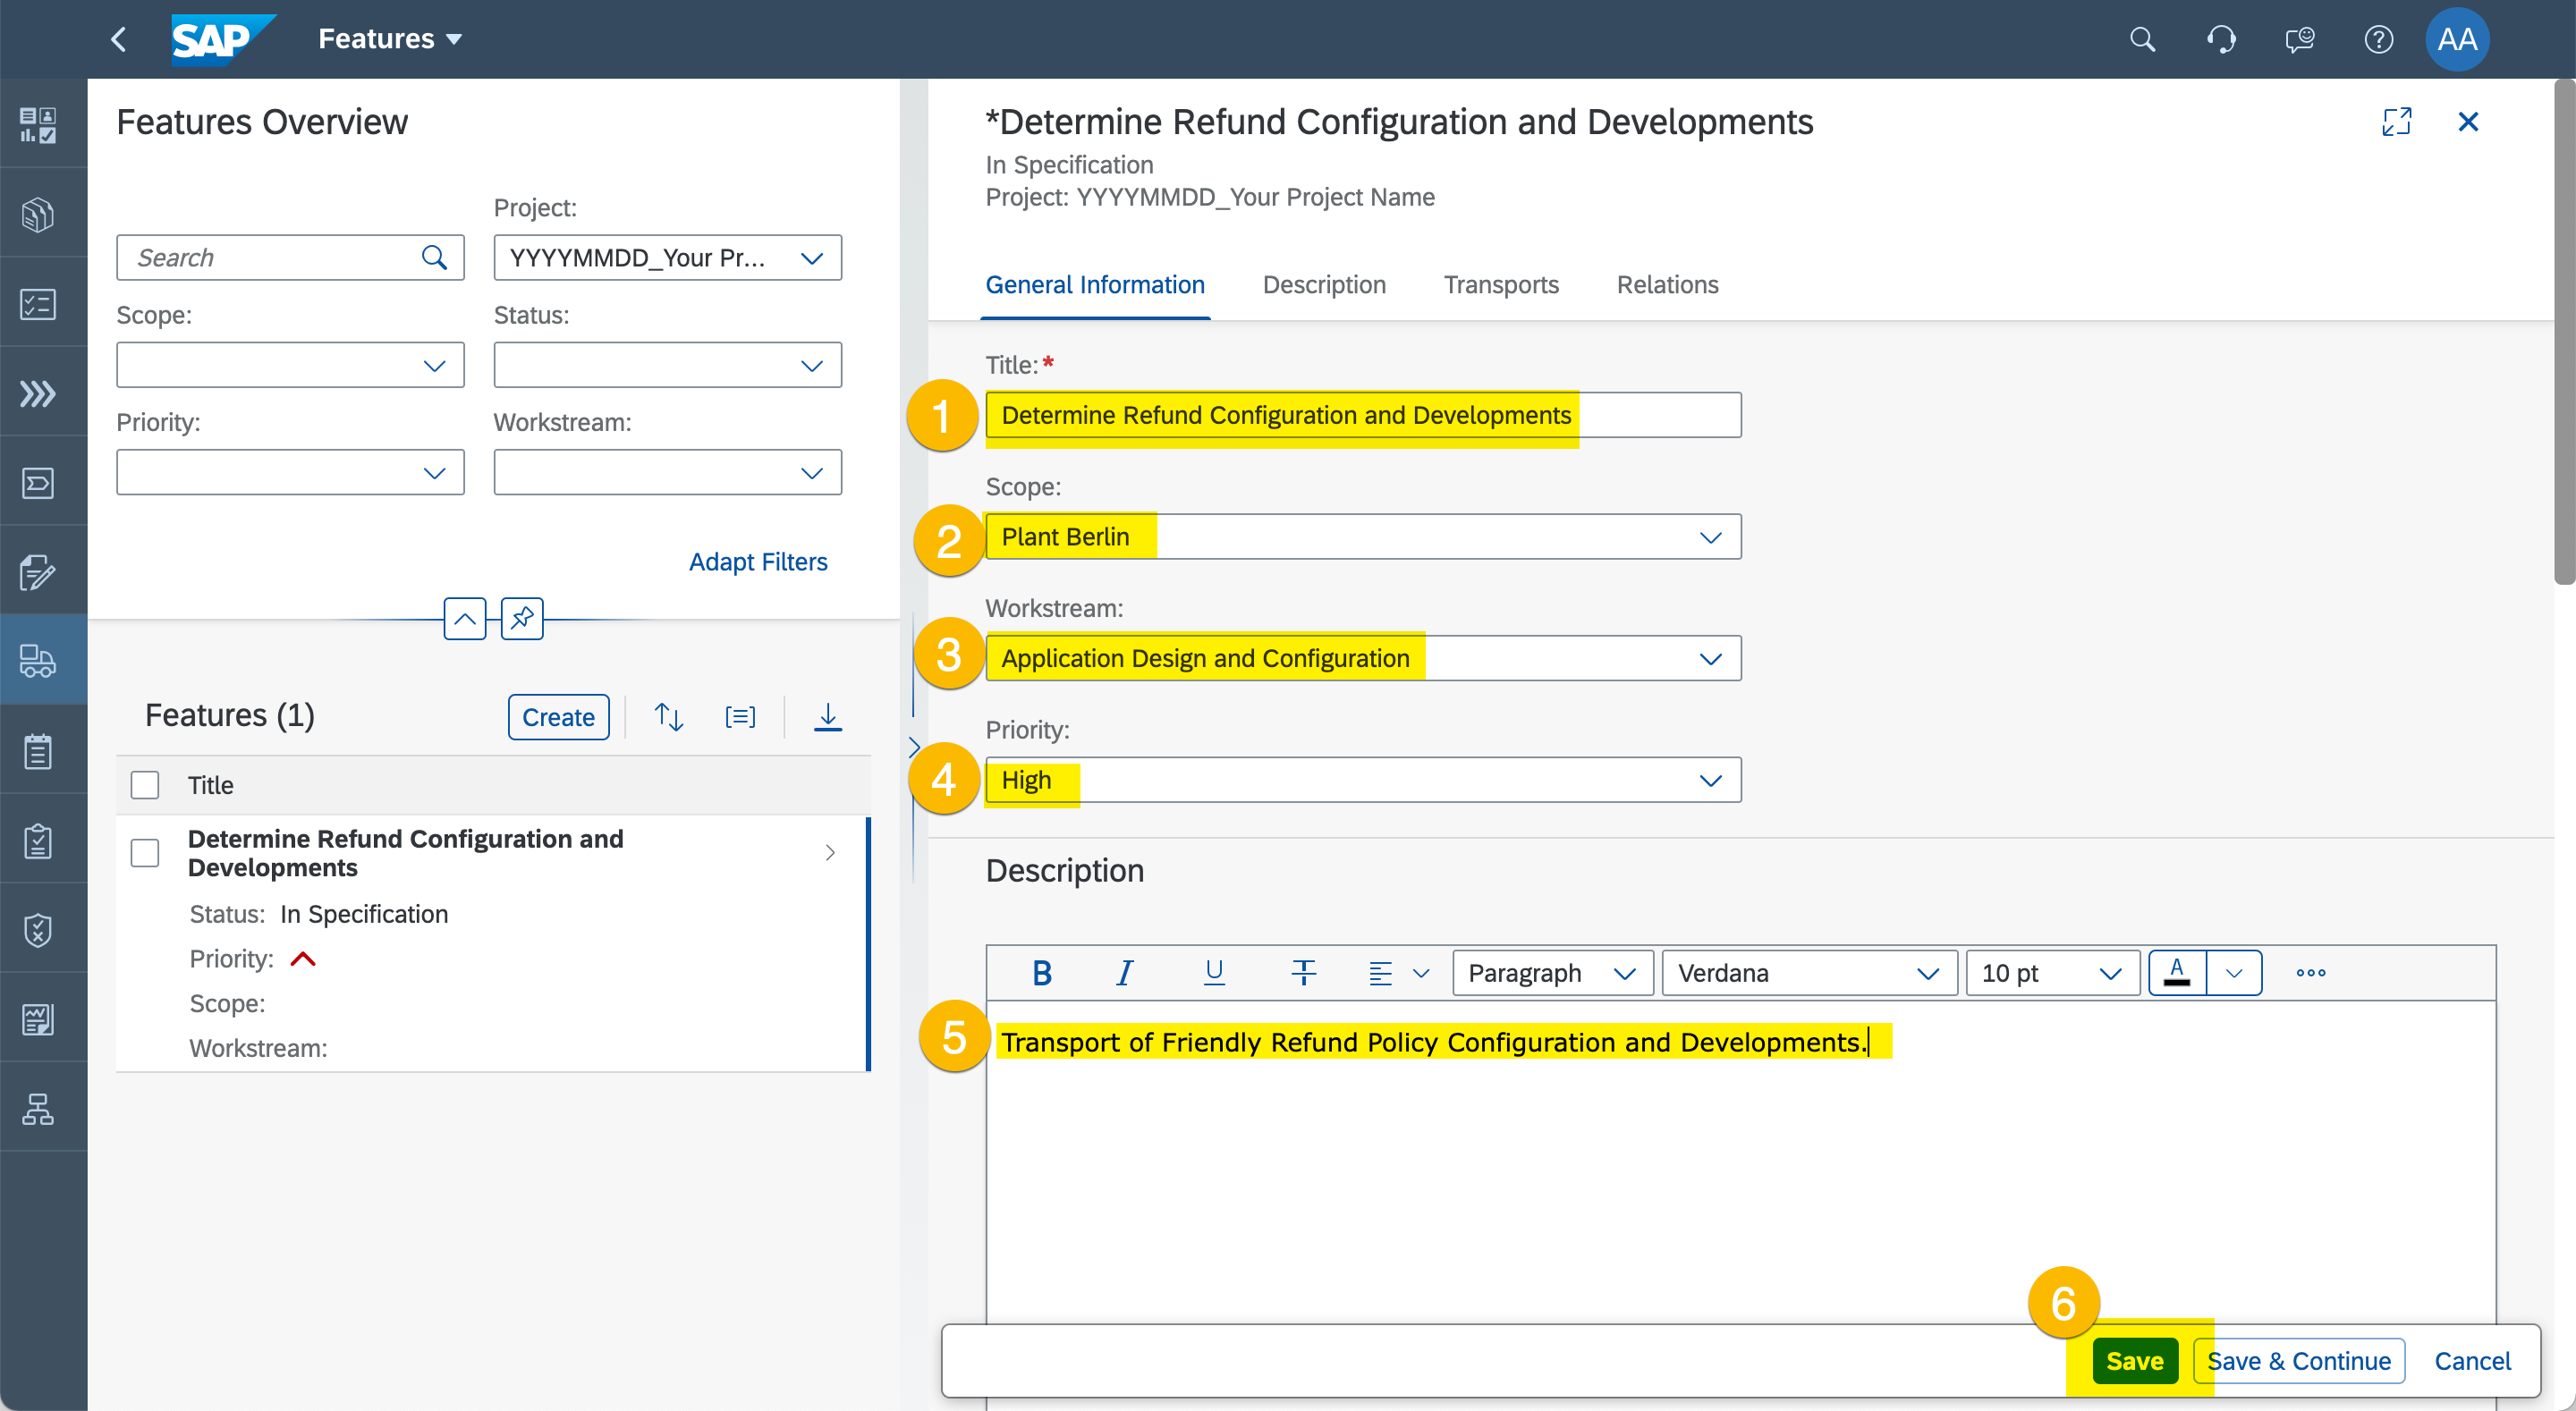 SAP
Features
AA
Features Overview
Search
Project:
YYYYMMDD_Your Pr...
Scope:
Status:
Priority:
Workstream:
Adapt Filters
Features (1)
Create
Title
Determine Refund Configuration and
Developments
Status: In Specification
Priority:
Scope:
Workstream:
*Determine Refund Configuration and Developments
In Specification
Project: YYYYMMDD_Your Project Name
General Information
Description
Transports
Relations
Title:*
1
Determine Refund Configuration and Developments
Scope:
2
Plant Berlin
Workstream:
3
Application Design and Configuration
Priority:
4
High
Description
B I U T Paragraph Verdana 10 pt A
5
Transport of Friendly Refund Policy Configuration and Developments.
6
Save
Save & Continue
Cancel